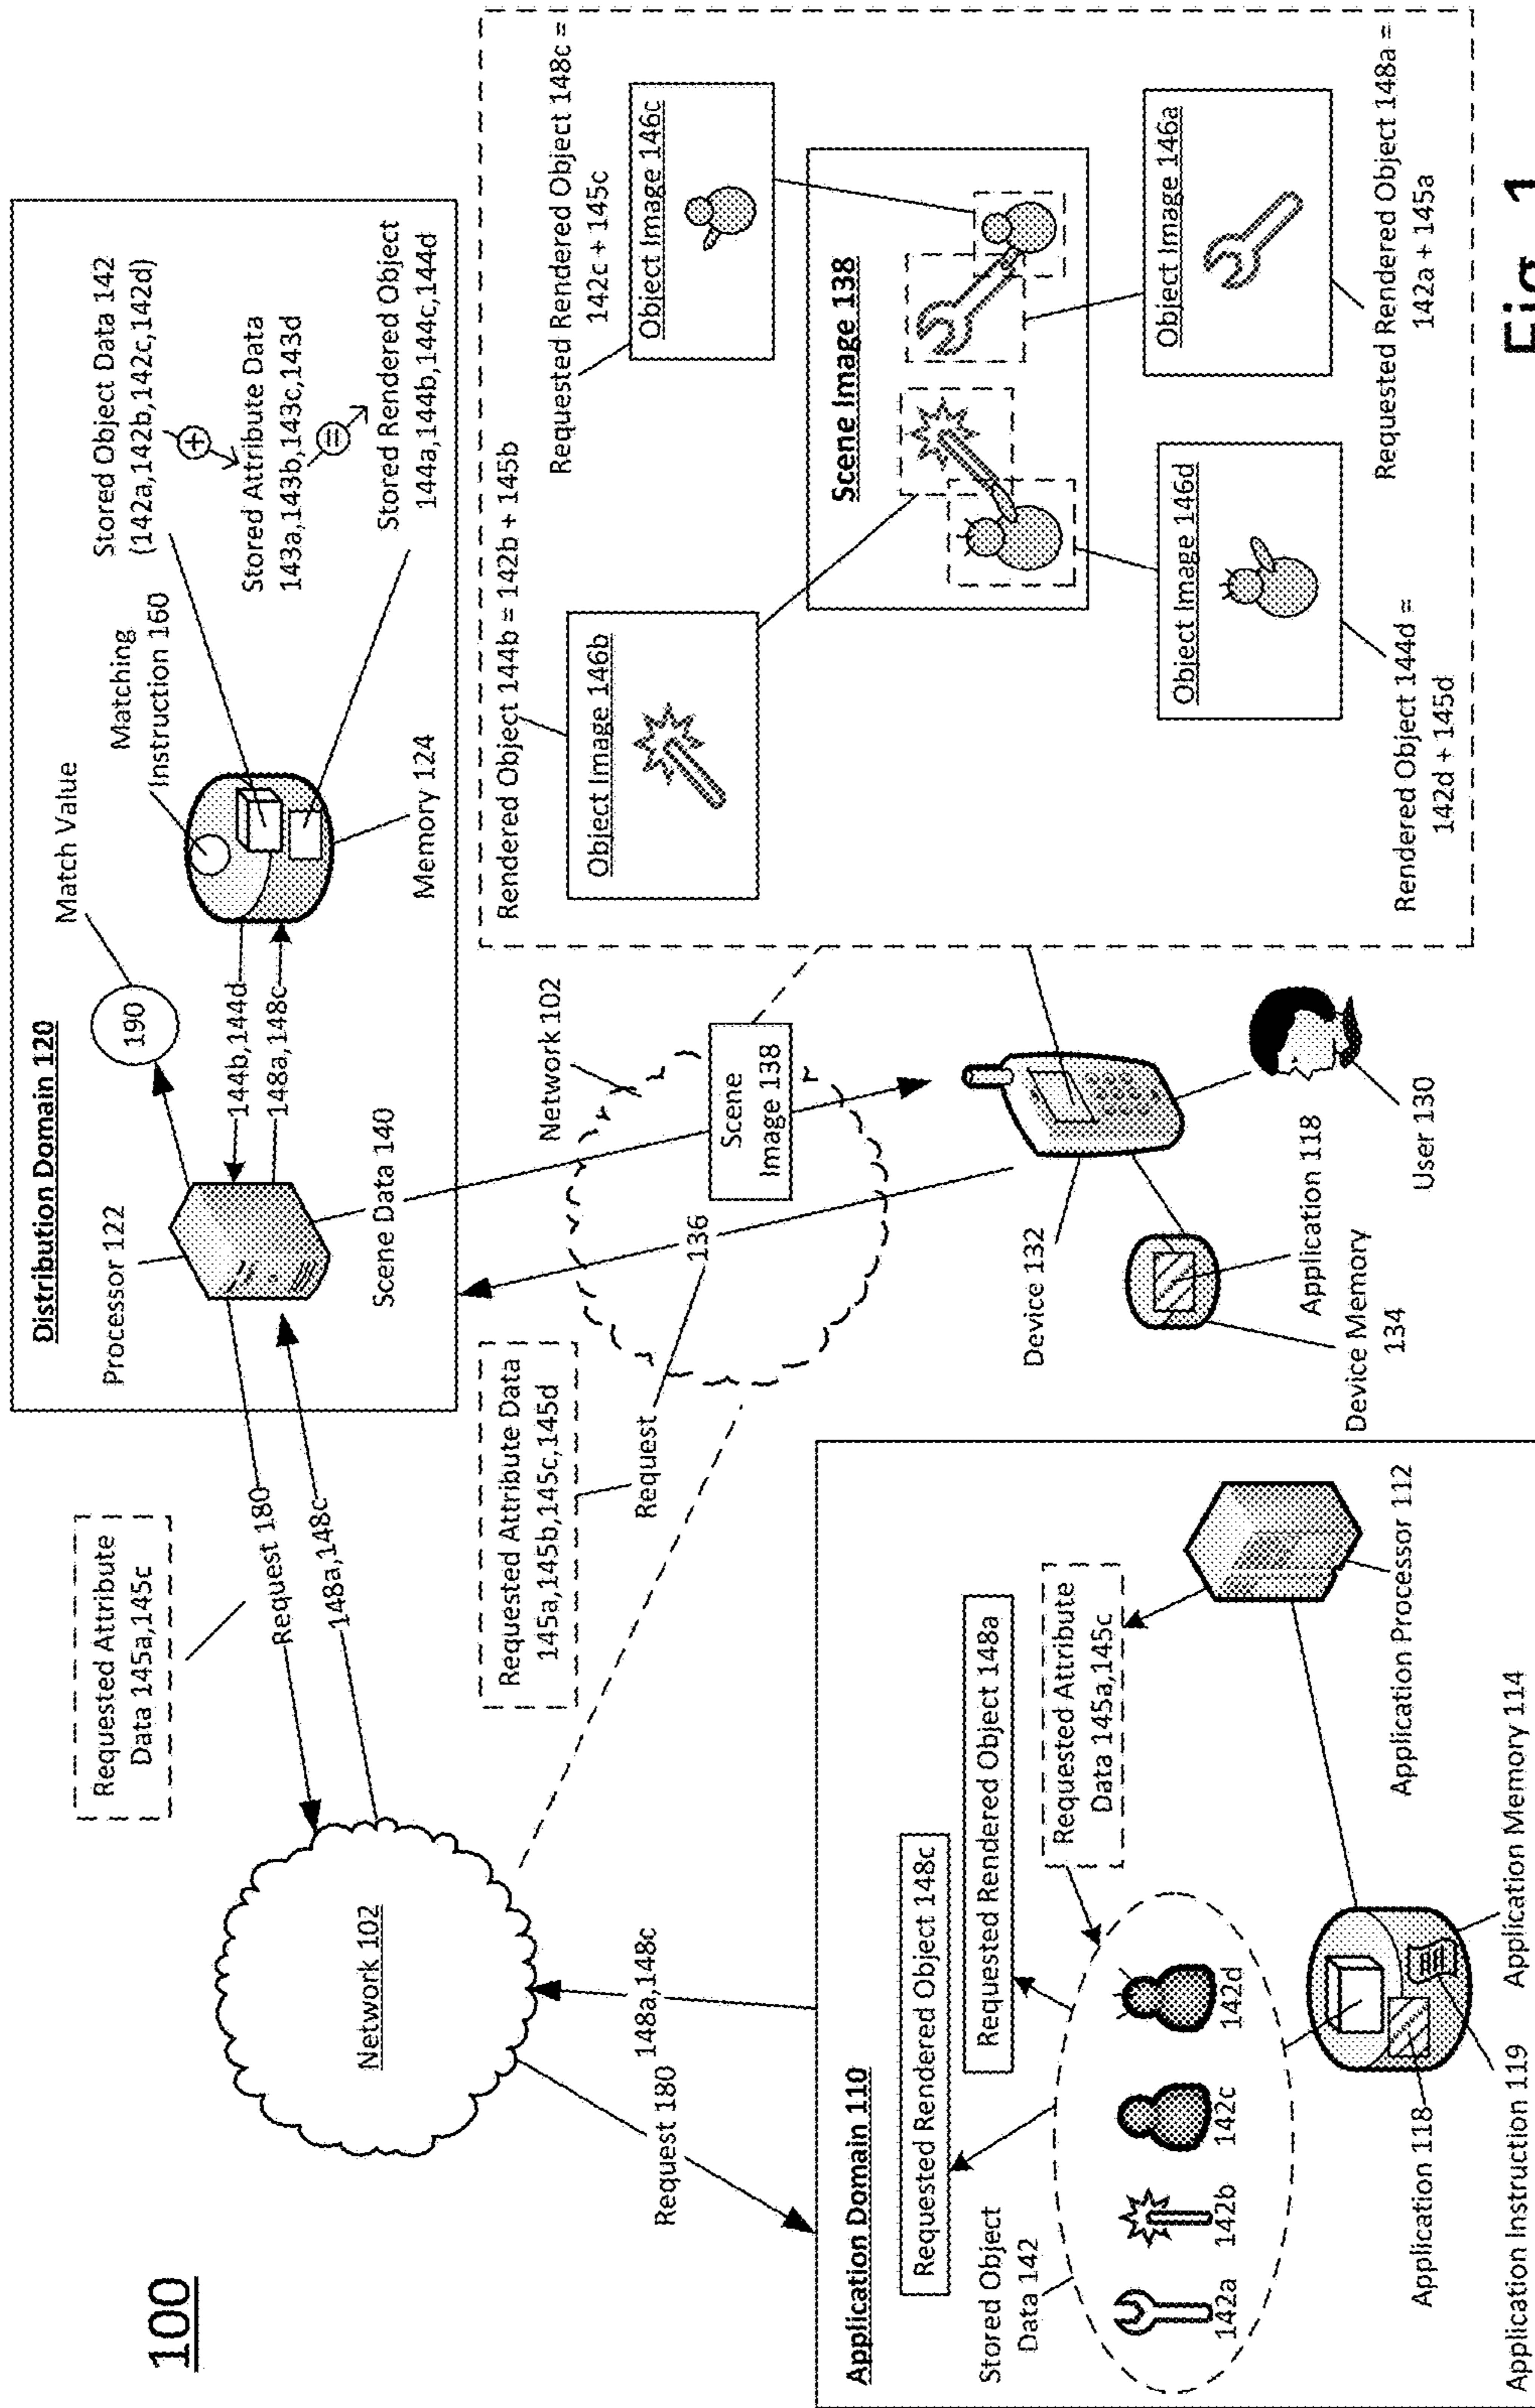 100
Distribution Domain 120
Processor 122
Match Value
190
Matching
Instruction 160
Stored Object Data 142
(142a,142b,142c,142d)
+
Stored Attribute Data
143a,143b,143c,143d
=
Stored Rendered Object
144a,144b,144c,144d
144b,144d
148a,148c
Memory 124
Scene Data 140
Requested Attribute
Data 145a,145c
Request 180
148a,148c
Network 102
Requested Attribute Data
145a,145b,145c,145d
Request
136
Network 102
Scene
Image 138
148a,148c
Request 180
Application Domain 110
Requested Rendered Object 148c
Requested Rendered Object 148a
Requested Attribute
Data 145a,145c
Stored Object
Data 142
142a
142b
142c
142d
Application Processor 112
Application 118
Application Instruction 119
Application Memory 114
Device 132
Application 118
Device Memory
134
User 130
Rendered Object 144b = 142b + 145b
Object Image 146b
Requested Rendered Object 148c =
142c + 145c
Object Image 146c
Scene Image 138
Object Image 146d
Rendered Object 144d =
142d + 145d
Object Image 146a
Requested Rendered Object 148a =
142a + 145a
Fig. 1